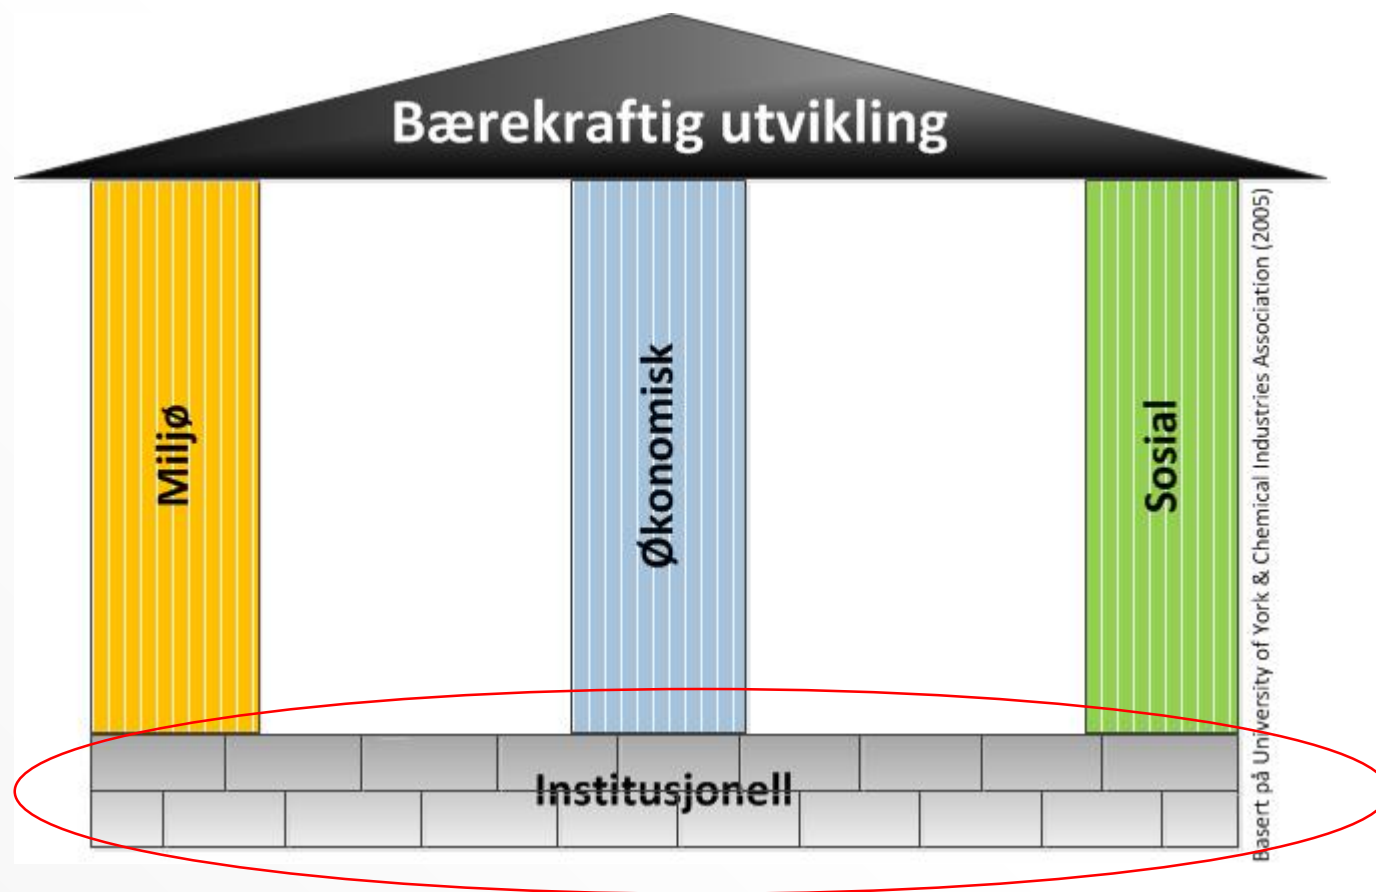 Bærekraftig utvikling
Miljø
Økonomisk
Sosial
Institusjonell
Basert på University of York & Chemical Industries Association (2005)